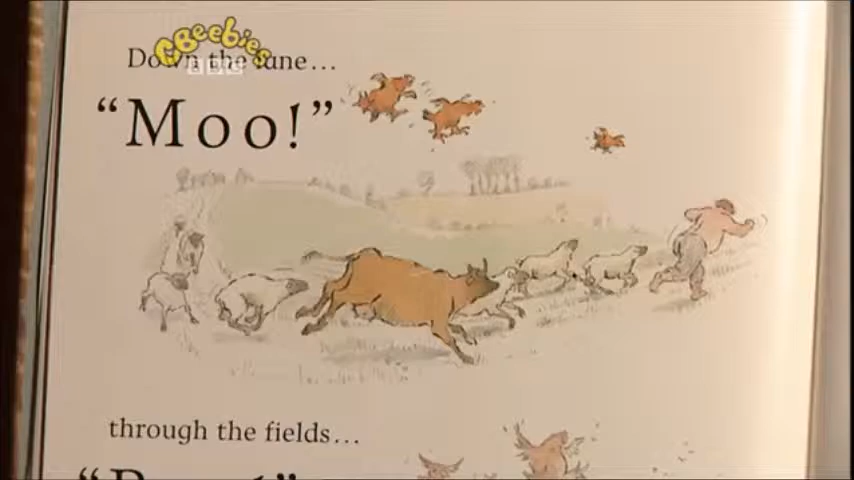 CBeebies
BBC
Down the lane...
“Moo!”
through the fields...